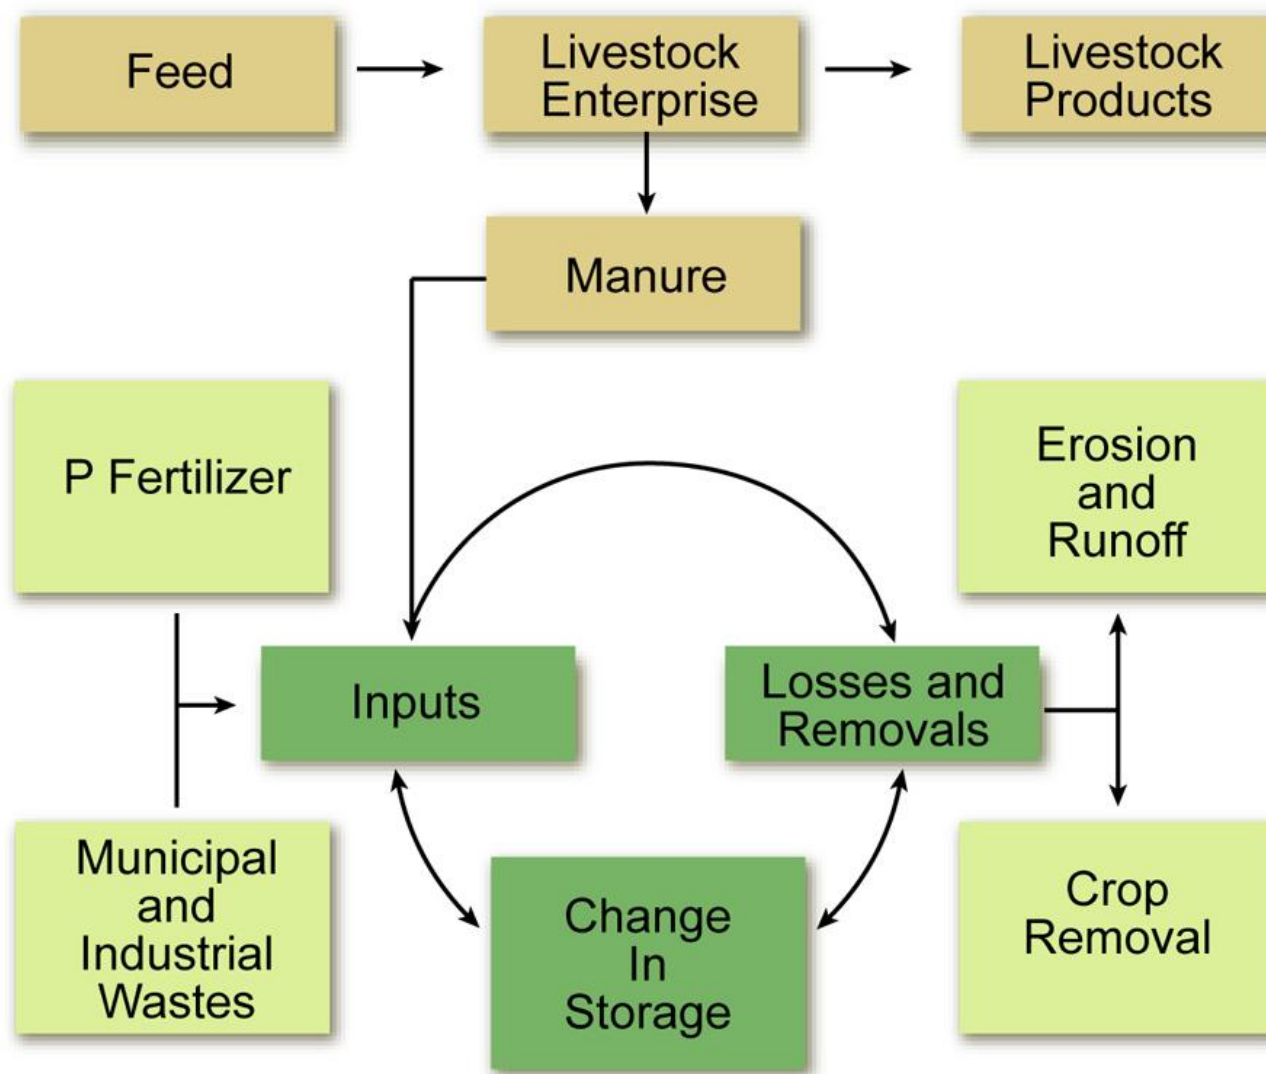 Feed
Livestock
Enterprise
Livestock
Products
Manure
P Fertilizer
Erosion
and
Runoff
Inputs
Losses and
Removals
Municipal
and
Industrial
Wastes
Change
In
Storage
Crop
Removal